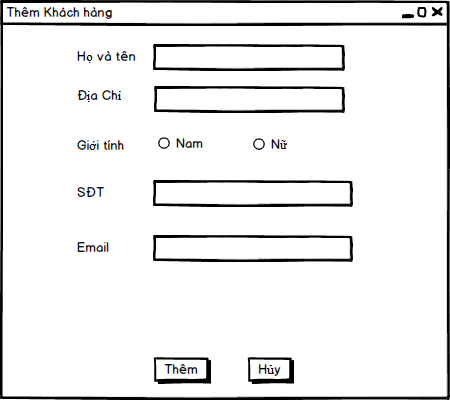 Thêm Khách hàng
Họ và tên
Địa Chỉ
Giới tính Nam Nữ
SĐT
Email
Thêm Hủy